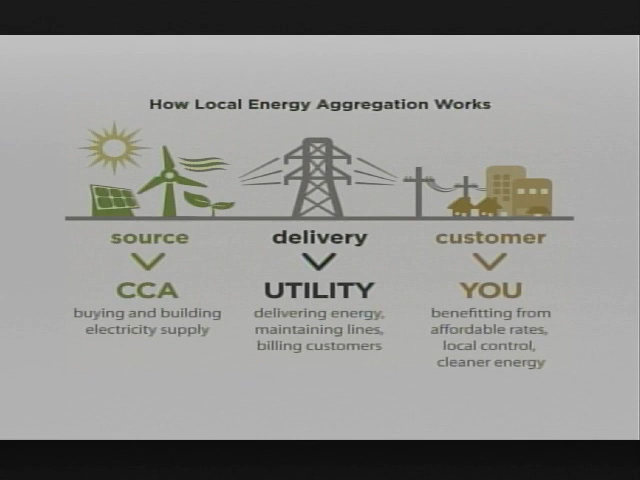 How Local Energy Aggregation Works
source
delivery
customer
CCA
UTILITY
YOU
buying and building
electricity supply
delivering energy,
maintaining lines,
billing customers
benefitting from
affordable rates,
local control,
cleaner energy